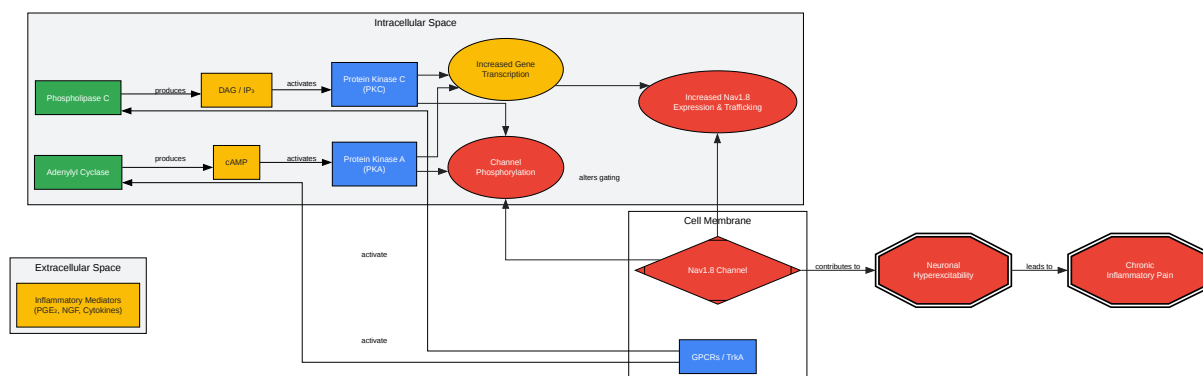 Intracellular Space
Phospholipase C
produces
DAG / IP₃
activates
Protein Kinase C
(PKC)
Increased Gene
Transcription
Increased Nav1.8
Expression & Trafficking
Adenylyl Cyclase
produces
cAMP
activates
Protein Kinase A
(PKA)
Channel
Phosphorylation
alters gating
Cell Membrane
activate
Nav1.8 Channel
contributes to
Neuronal
Hyperexcitability
leads to
Chronic
Inflammatory Pain
Extracellular Space
Inflammatory Mediators
(PGE₂, NGF, Cytokines)
activate
GPCRs / TrkA